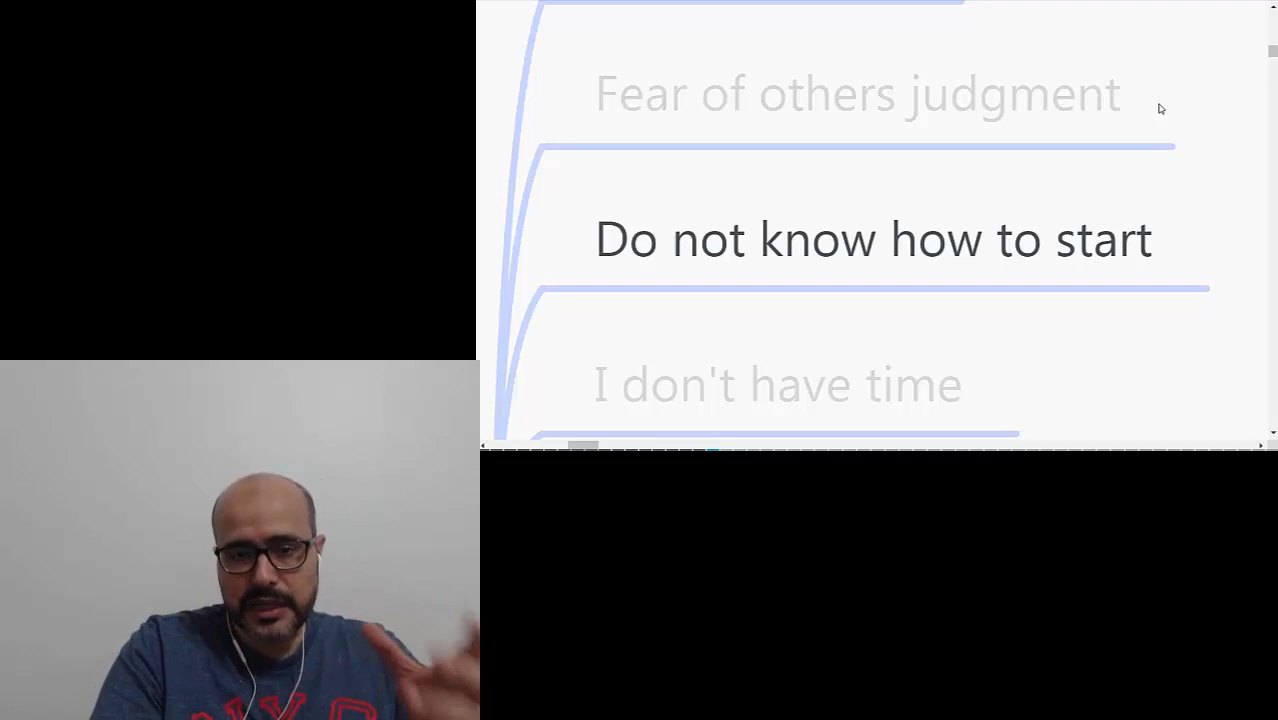 Fear of others judgment
Do not know how to start
I don't have time